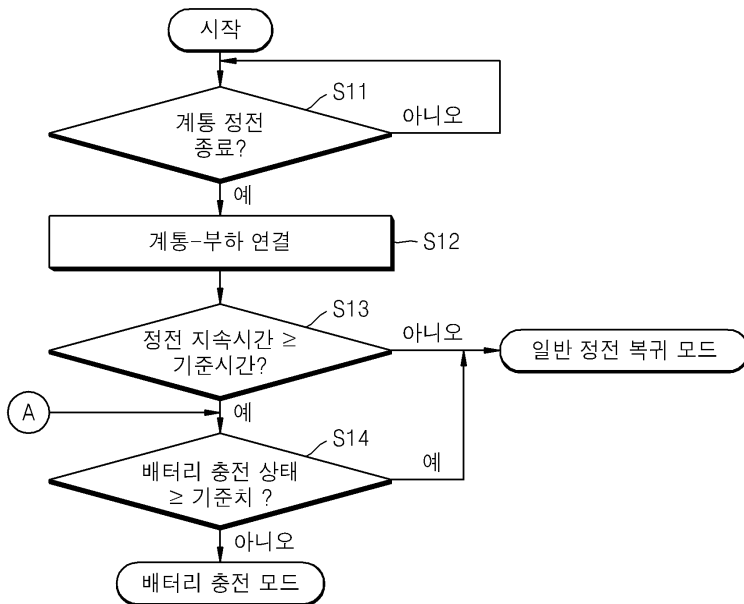 시작
S11
계통 정전
종료?
아니오
예
계통-부하 연결
S12
S13
정전 지속시간 ≥
기준시간?
아니오
일반 정전 복귀 모드
예
A
S14
배터리 충전 상태
≥ 기준치 ?
예
아니오
배터리 충전 모드